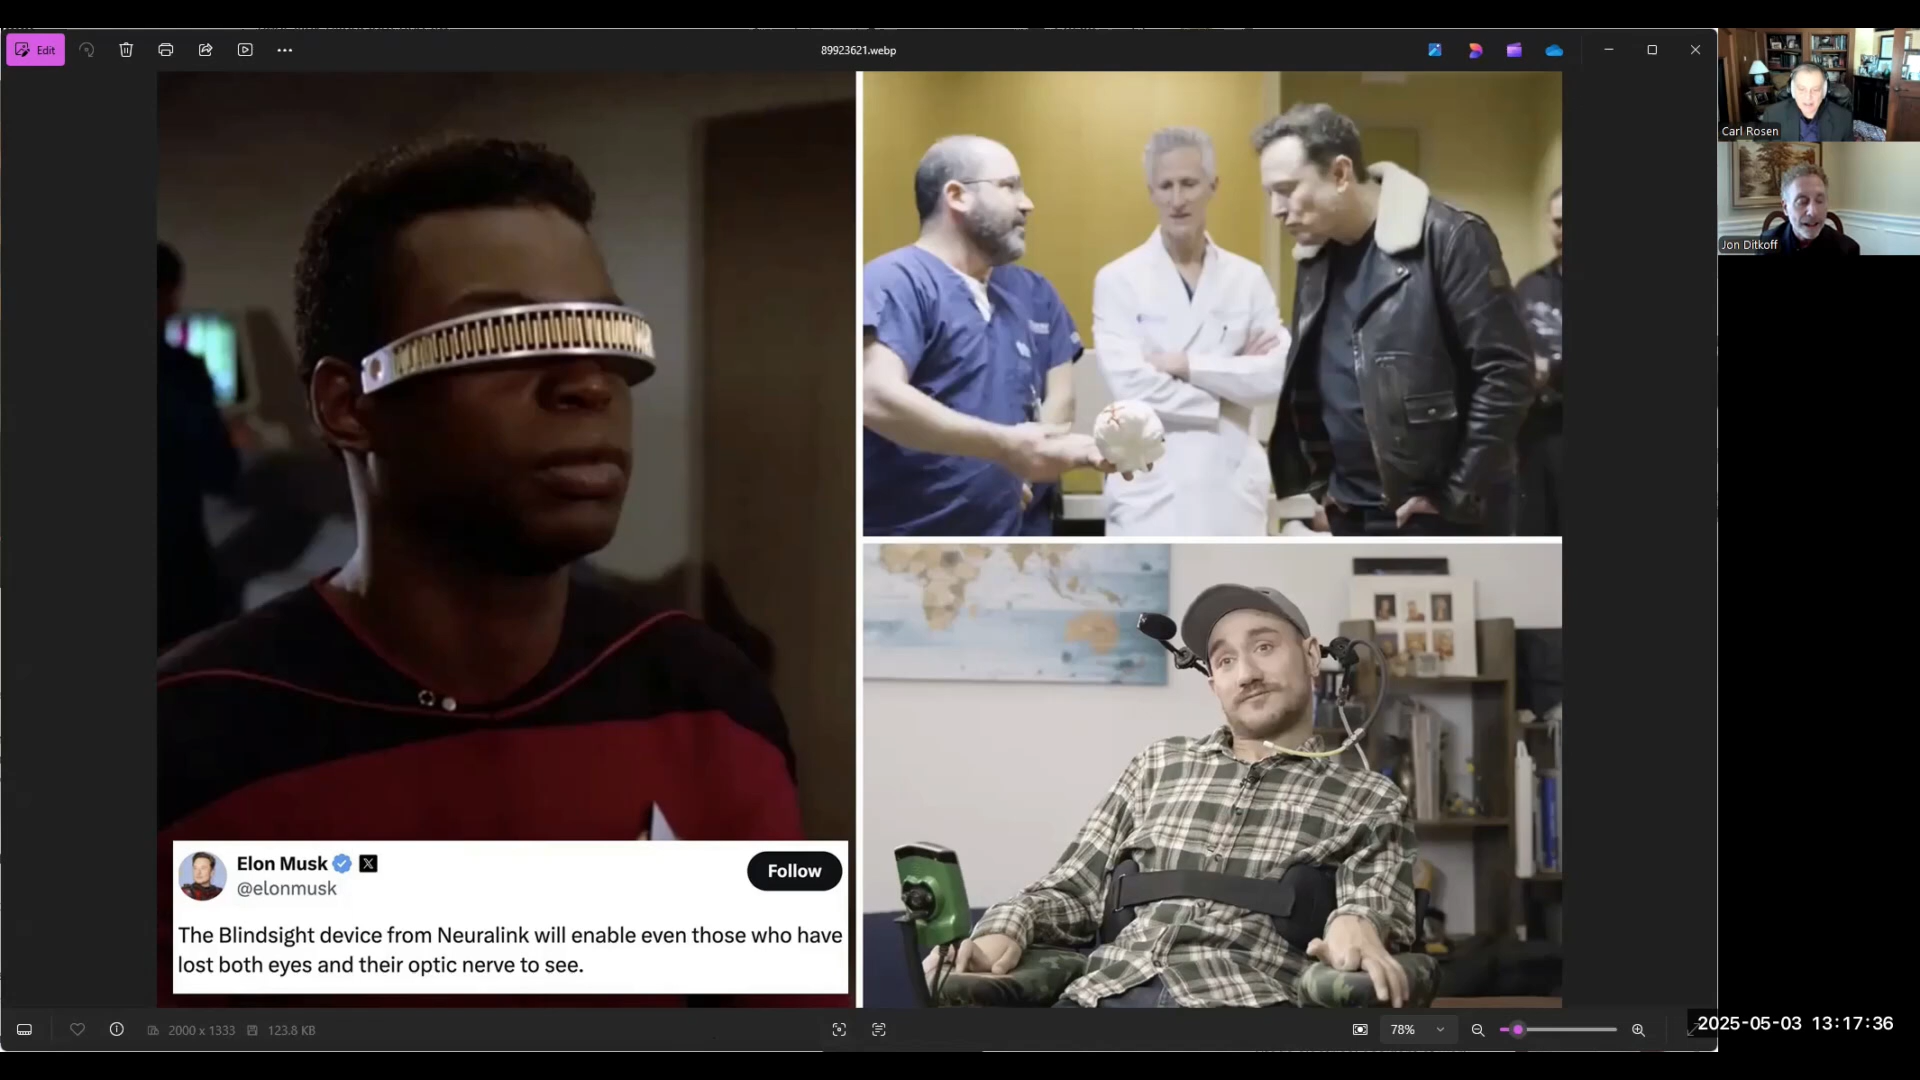 Edit
89923621.webp
Carl Rosen
Jon Ditkoff
Elon Musk
X
@elonmusk
Follow
The Blindsight device from Neuralink will enable even those who have
lost both eyes and their optic nerve to see.
2000 x 1333
123.8 KB
78%
2025-05-03 13:17:36